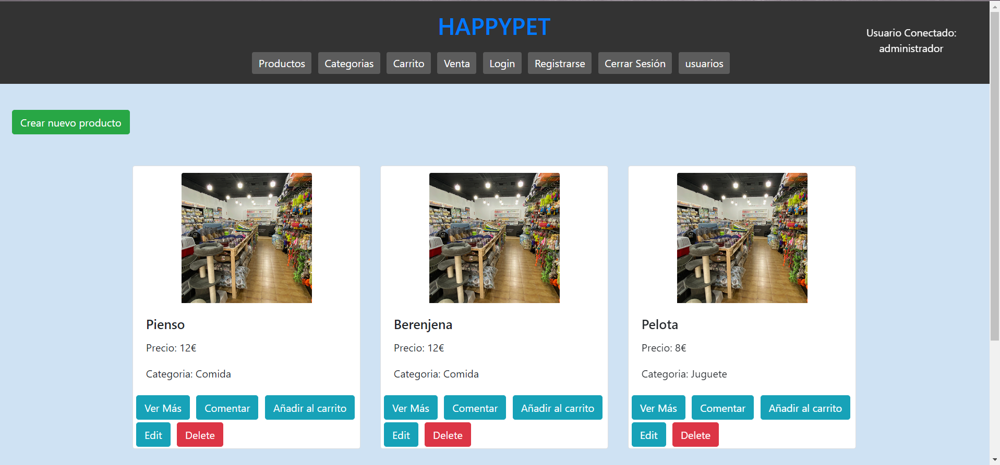 HAPPYPET
Usuario Conectado:
administrador
Productos Categorias Carrito Venta Login Registrarse Cerrar Sesión usuarios
Crear nuevo producto
Pienso
Precio: 12€
Categoria: Comida
Ver Más Comentar Añadir al carrito
Edit Delete
Berenjena
Precio: 12€
Categoria: Comida
Ver Más Comentar Añadir al carrito
Edit Delete
Pelota
Precio: 8€
Categoria: Juguete
Ver Más Comentar Añadir al carrito
Edit Delete